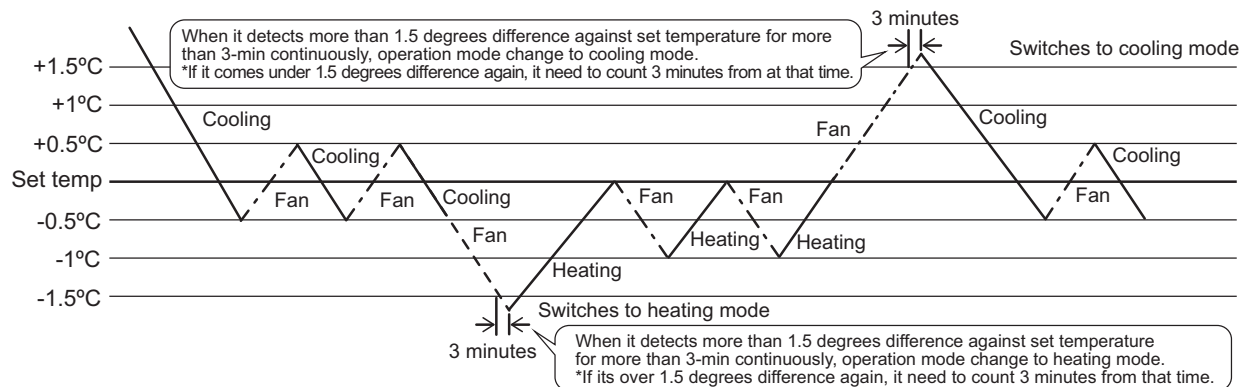 3 minutes
When it detects more than 1.5 degrees difference against set temperature for more
than 3-min continuously, operation mode change to cooling mode.
*If it comes under 1.5 degrees difference again, it need to count 3 minutes from at that time.
Switches to cooling mode
+1.5ºC
+1ºC
Cooling
Fan
Cooling
+0.5ºC
Cooling
Cooling
Set temp
Fan
Fan
Cooling
Fan
Fan
Fan
-0.5ºC
Fan
Heating
Heating
-1ºC
Heating
-1.5ºC
Switches to heating mode
3 minutes
When it detects more than 1.5 degrees difference against set temperature
for more than 3-min continuously, operation mode change to heating mode.
*If its over 1.5 degrees difference again, it need to count 3 minutes from that time.